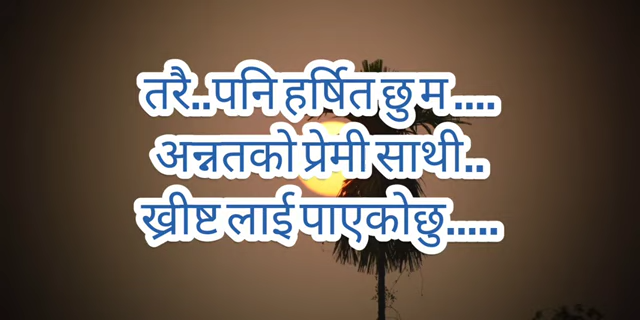 तरै..पनि हर्षित छु म ....
अन्नतको प्रेमी साथी..
ख्रीष्ट लाई पाएकोछु.....